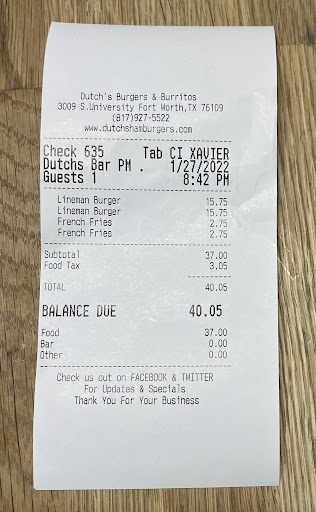 Dutch's Burgers & Burritos
3009 S.University Fort Worth,TX 76109
(817)927-5522
www.dutchshamburgers.com
Check 635 Tab CI XAVIER
Dutchs Bar PM . 1/27/2022
Guests 1 8:42 PM
Lineman Burger 15.75
Lineman Burger 15.75
French Fries 2.75
French Fries 2.75
Subtotal 37.00
Food Tax 3.05
TOTAL 40.05
BALANCE DUE 40.05
Food 37.00
Bar 0.00
Other 0.00
Check us out on FACEBOOK & TWITTER
For Updates & Specials
Thank You For Your Business